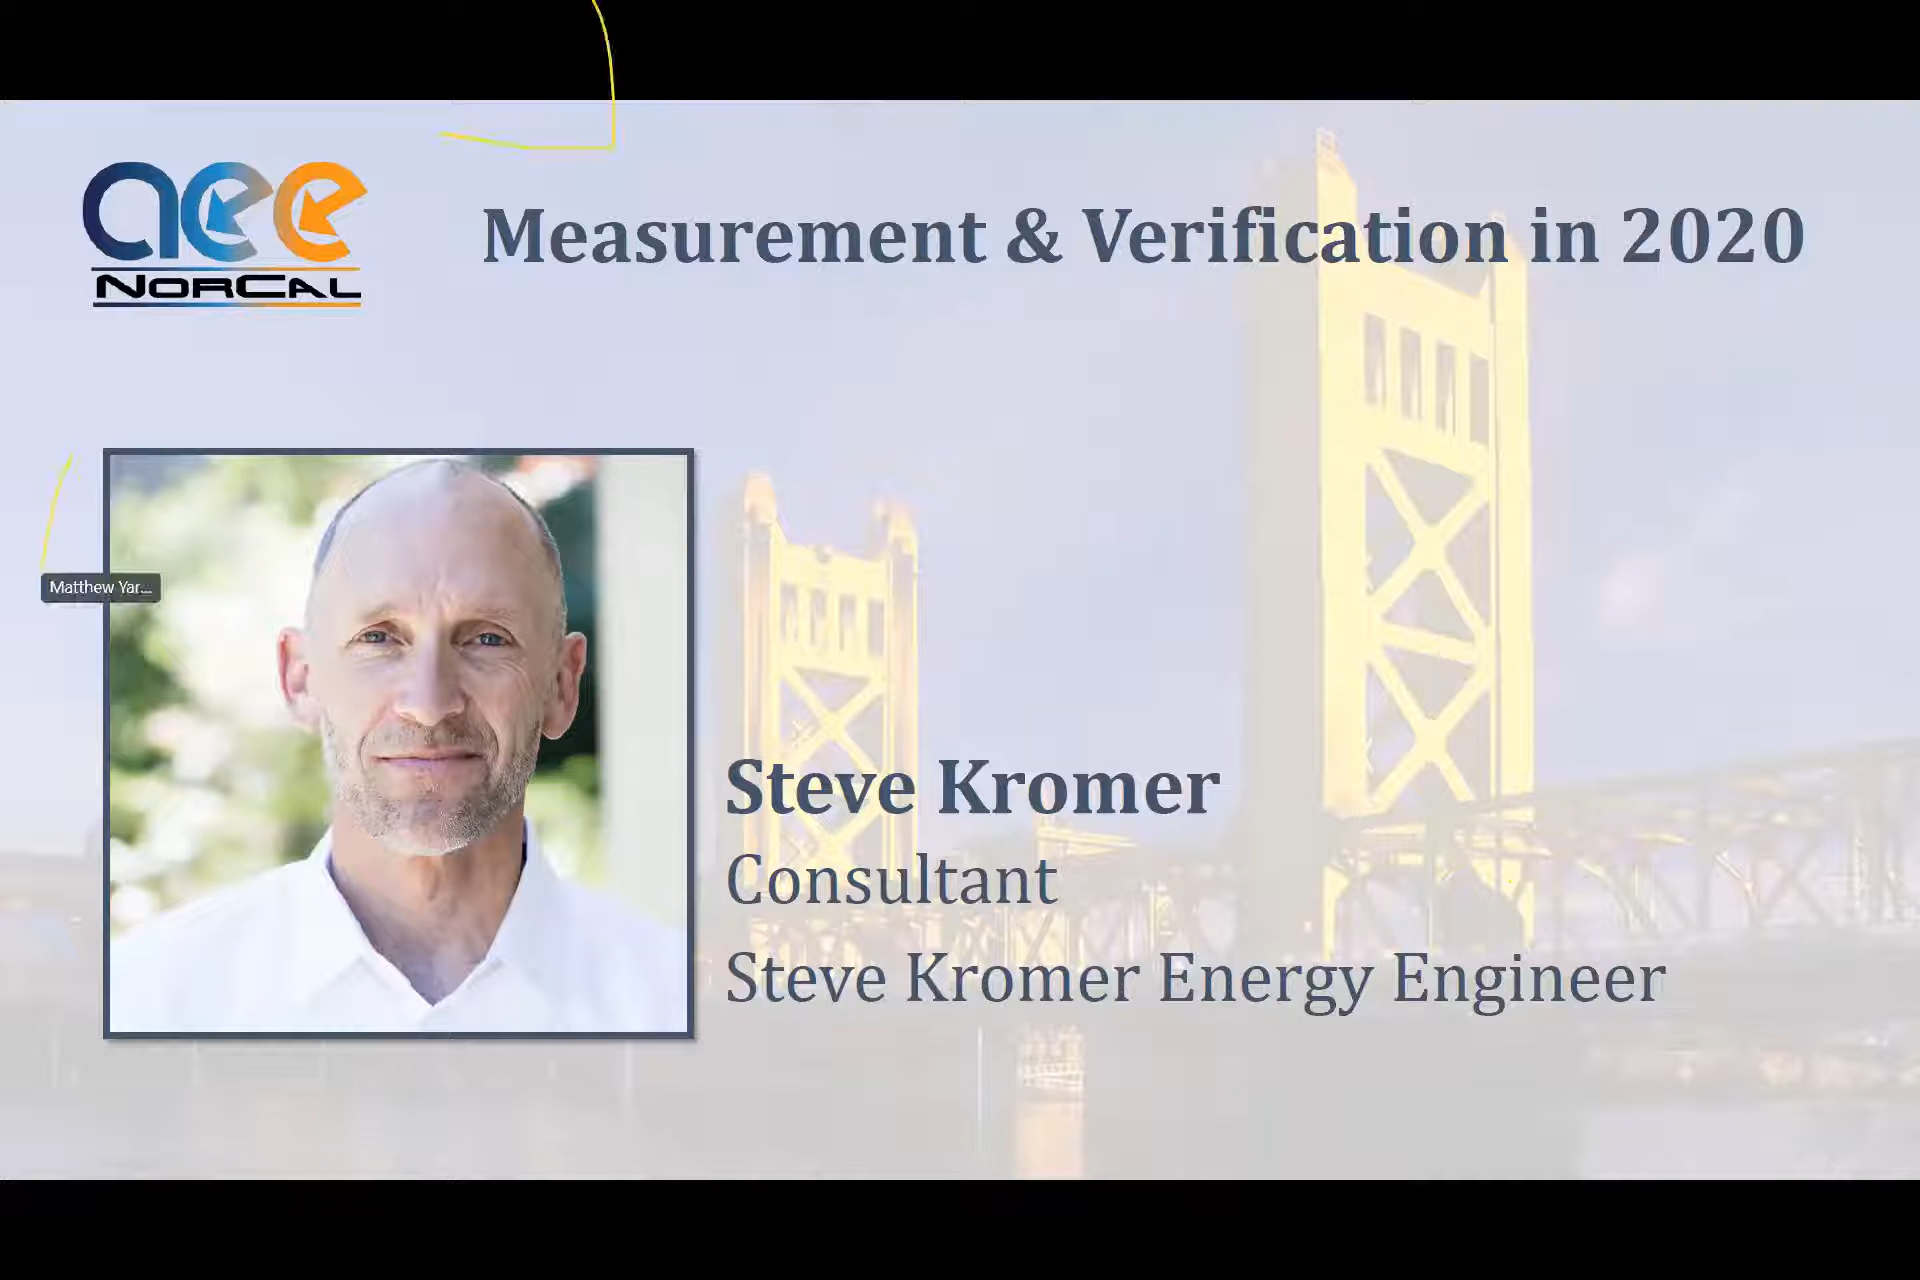 aee
NORCAL
Measurement & Verification in 2020
Matthew Yar...
Steve Kromer
Consultant
Steve Kromer Energy Engineer